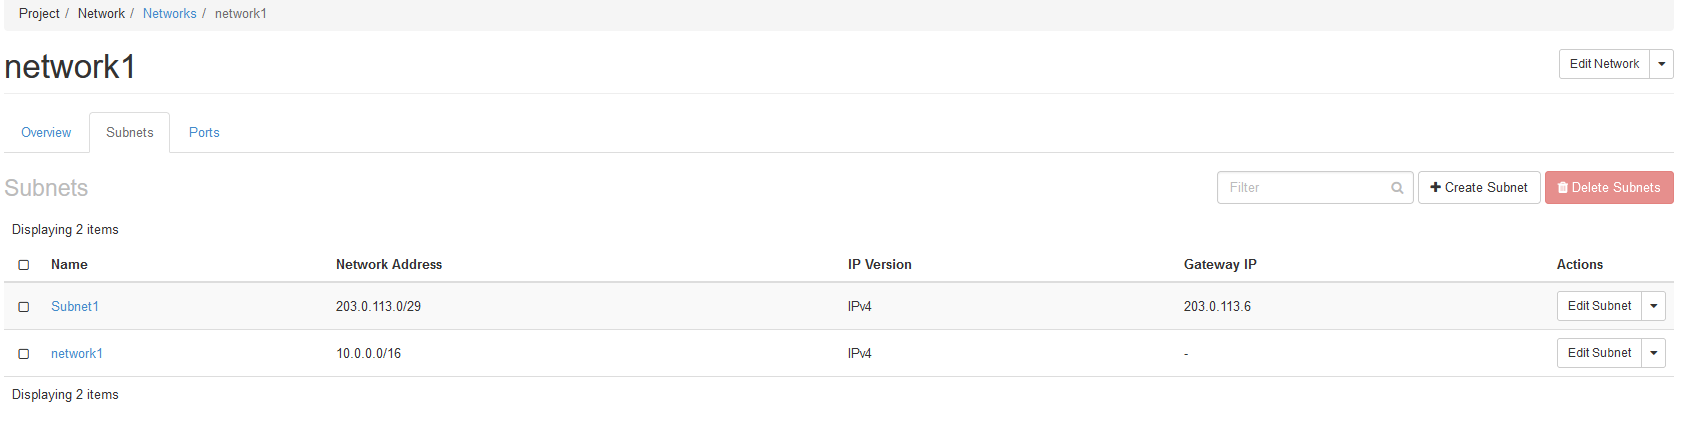 Project / Network / Networks / network1
network1
Edit Network
Overview Subnets Ports
Subnets
Filter Create Subnet Delete Subnets
Displaying 2 items
Name Network Address IP Version Gateway IP Actions
Subnet1 203.0.113.0/29 IPv4 203.0.113.6 Edit Subnet
network1 10.0.0.0/16 IPv4 - Edit Subnet
Displaying 2 items